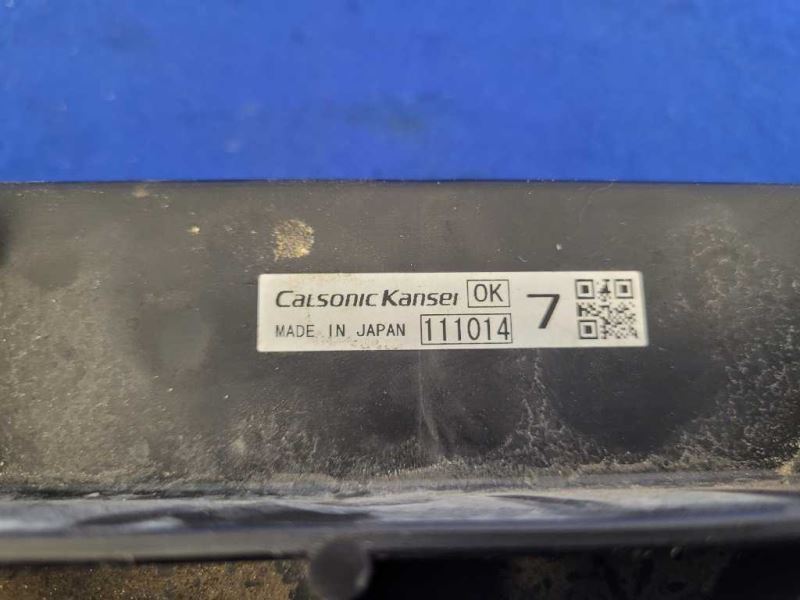 CalsonicKansei OK
MADE IN JAPAN 111014 7